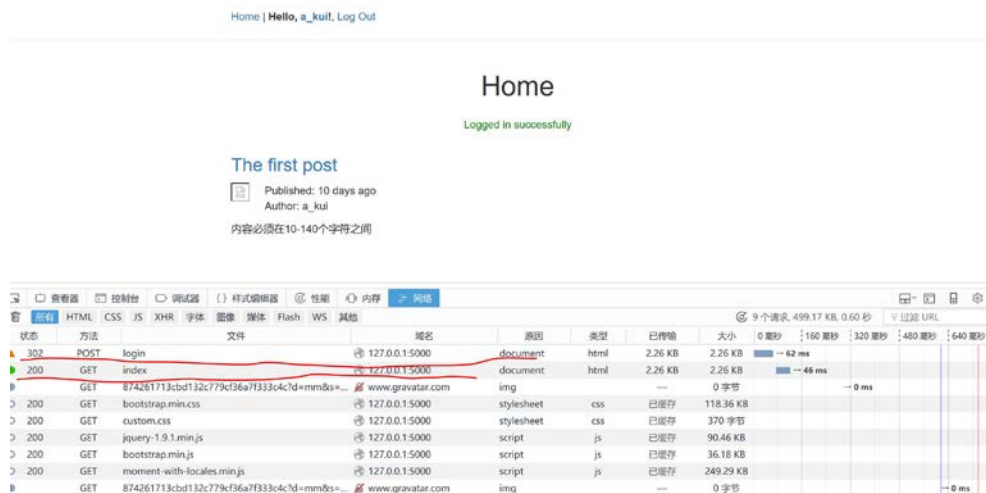 Home | Hello, a_kui!, Log Out
Home
Logged in successfully
The first post
Published: 10 days ago
Author: a_kui
内容必须在10-140个字符之间
查看器 控制台 调试器 {} 样式编辑器 性能 内存 网络
所有 HTML CSS JS XHR 字体 图像 媒体 Flash WS 其他 9 个请求, 499.17 KB, 0.60 秒 过滤 URL
状态 方法 文件 域名 原因 类型 已传输 大小 0 毫秒 160 毫秒 320 毫秒 480 毫秒 640 毫秒
302 POST login 127.0.0.1:5000 document html 2.26 KB 2.26 KB → 62 ms
200 GET index 127.0.0.1:5000 document html 2.26 KB 2.26 KB → 46 ms
GET 874261713cbd132c779cf36a7f333c4c?d=mm&s=... www.gravatar.com img — 0 字节 → 0 ms
200 GET bootstrap.min.css 127.0.0.1:5000 stylesheet css 已缓存 118.36 KB
200 GET custom.css 127.0.0.1:5000 stylesheet css 已缓存 370 字节
200 GET jquery-1.9.1.min.js 127.0.0.1:5000 script js 已缓存 90.46 KB
200 GET bootstrap.min.js 127.0.0.1:5000 script js 已缓存 36.18 KB
200 GET moment-with-locales.min.js 127.0.0.1:5000 script js 已缓存 249.29 KB
GET 874261713cbd132c779cf36a7f333c4c?d=mm&s=... www.gravatar.com img — 0 字节 → 0 ms